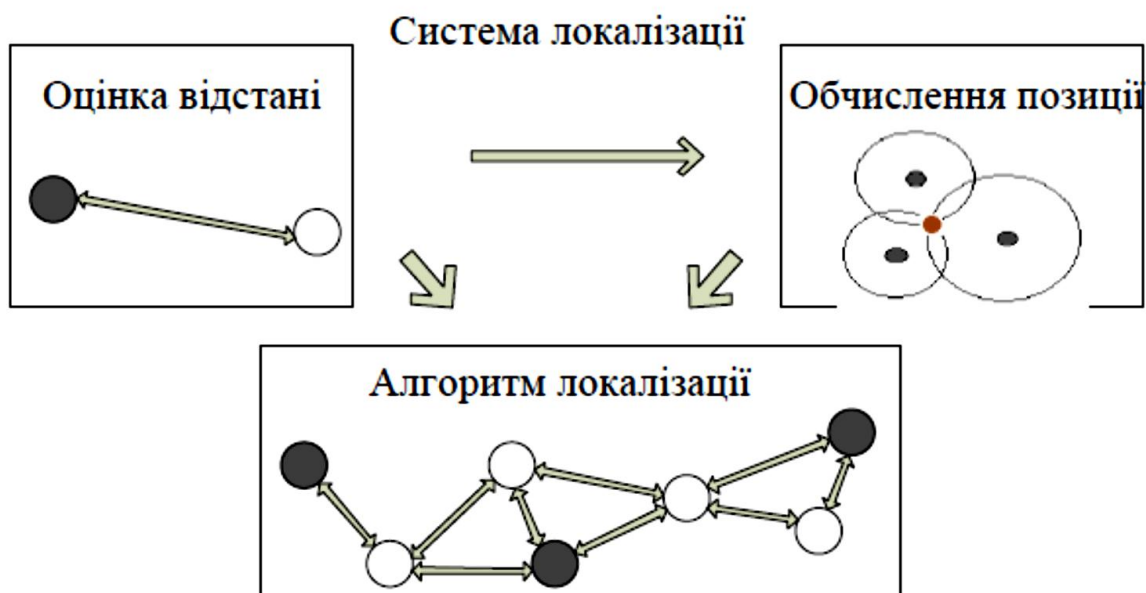 Система локалізації
Оцінка відстані
Обчислення позиції
Алгоритм локалізації